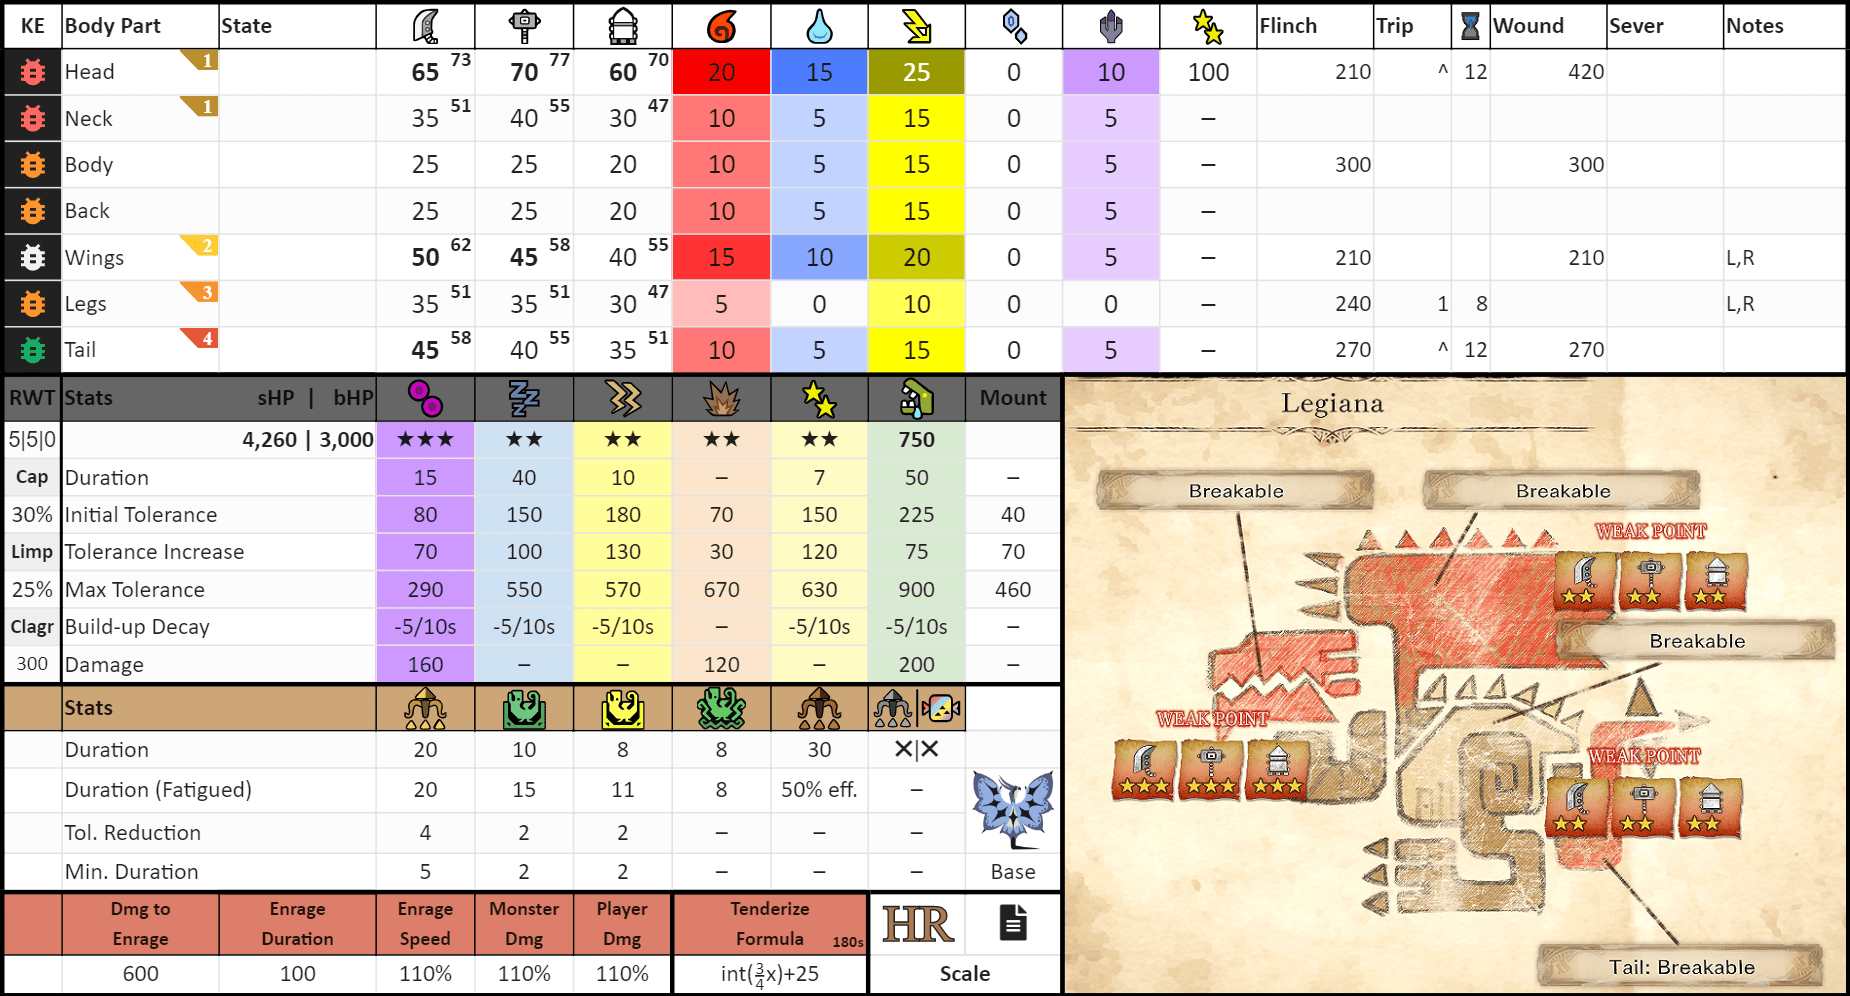 KE Body Part State Flinch Trip Wound Sever Notes
Head 1 65 73 70 77 60 70 20 15 25 0 10 100 210 ^ 12 420
Neck 1 35 51 40 55 30 47 10 5 15 0 5 –
Body 25 25 20 10 5 15 0 5 – 300 300
Back 25 25 20 10 5 15 0 5 –
Wings 2 50 62 45 58 40 55 15 10 20 0 5 – 210 210 L,R
Legs 3 35 51 35 51 30 47 5 0 10 0 0 – 240 1 8 L,R
Tail 4 45 58 40 55 35 51 10 5 15 0 5 – 270 ^ 12 270
RWT Stats sHP | bHP Mount
5|5|0 4,260 | 3,000 ★★★ ★★ ★★ ★★ ★★ 750
Cap Duration 15 40 10 – 7 50 –
30% Initial Tolerance 80 150 180 70 150 225 40
Limp Tolerance Increase 70 100 130 30 120 75 70
25% Max Tolerance 290 550 570 670 630 900 460
Clagr Build-up Decay -5/10s -5/10s -5/10s – -5/10s -5/10s –
300 Damage 160 – – 120 – 200 –
Stats
Duration 20 10 8 8 30 ✕|✕
Duration (Fatigued) 20 15 11 8 50% eff. –
Tol. Reduction 4 2 2 – – –
Min. Duration 5 2 2 – – – Base
Dmg to Enrage
Enrage Duration
Enrage Speed
Monster Dmg
Player Dmg
Tenderize Formula 180s
HR
600 100 110% 110% 110% int(3/4x)+25 Scale
Legiana
Breakable
Breakable
WEAK POINT
Breakable
WEAK POINT
WEAK POINT
Tail: Breakable